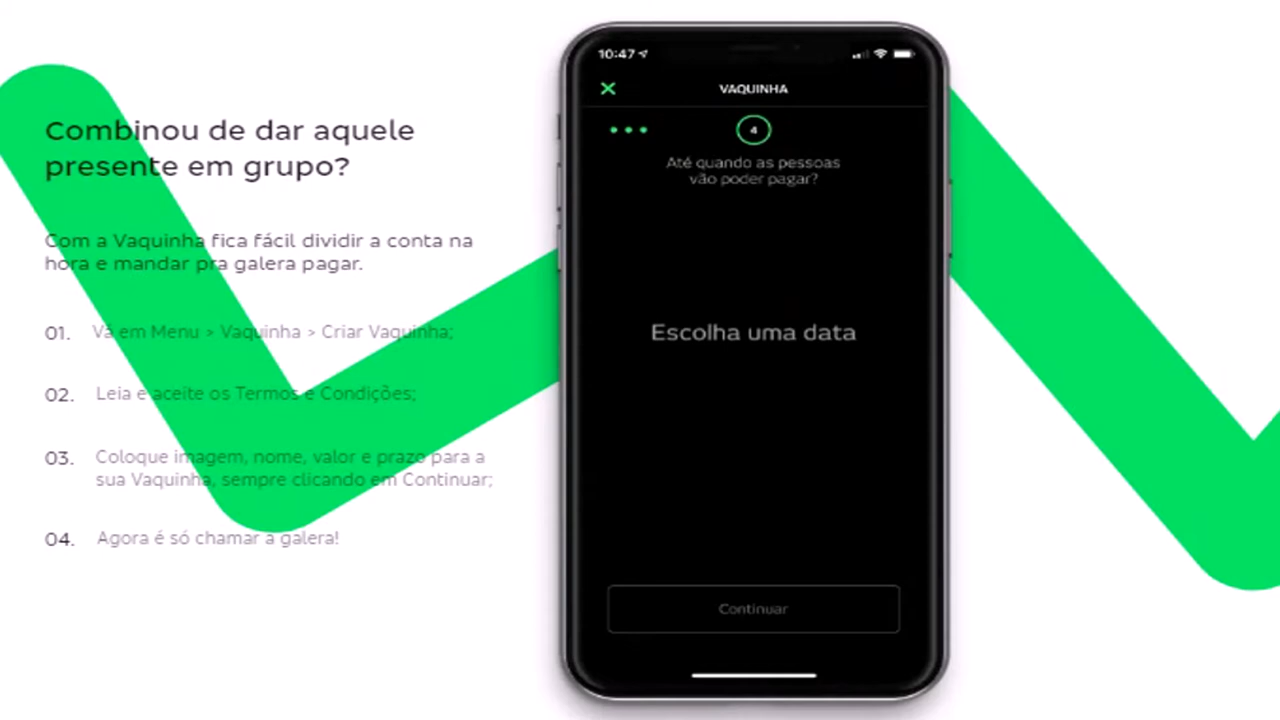 Combinou de dar aquele
presente em grupo?
Com a Vaquinha fica fácil dividir a conta na
hora e mandar pra galera pagar.
01. Vá em Menu > Vaquinha > Criar Vaquinha;
02. Leia e aceite os Termos e Condições;
03. Coloque imagem, nome, valor e prazo para a
sua Vaquinha, sempre clicando em Continuar;
04. Agora é só chamar a galera!
10:47
VAQUINHA
4
Até quando as pessoas
vão poder pagar?
Escolha uma data
Continuar